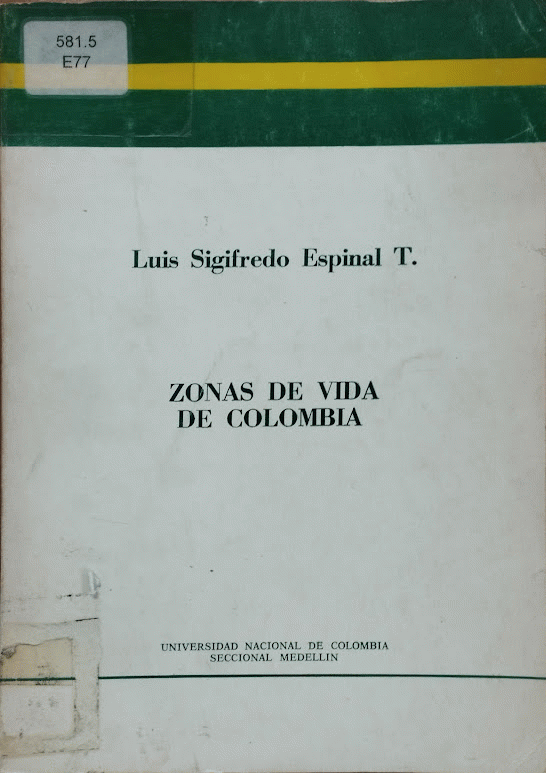 581.5
E77
Luis Sigifredo Espinal T.
ZONAS DE VIDA
DE COLOMBIA
UNIVERSIDAD NACIONAL DE COLOMBIA
SECCIONAL MEDELLIN